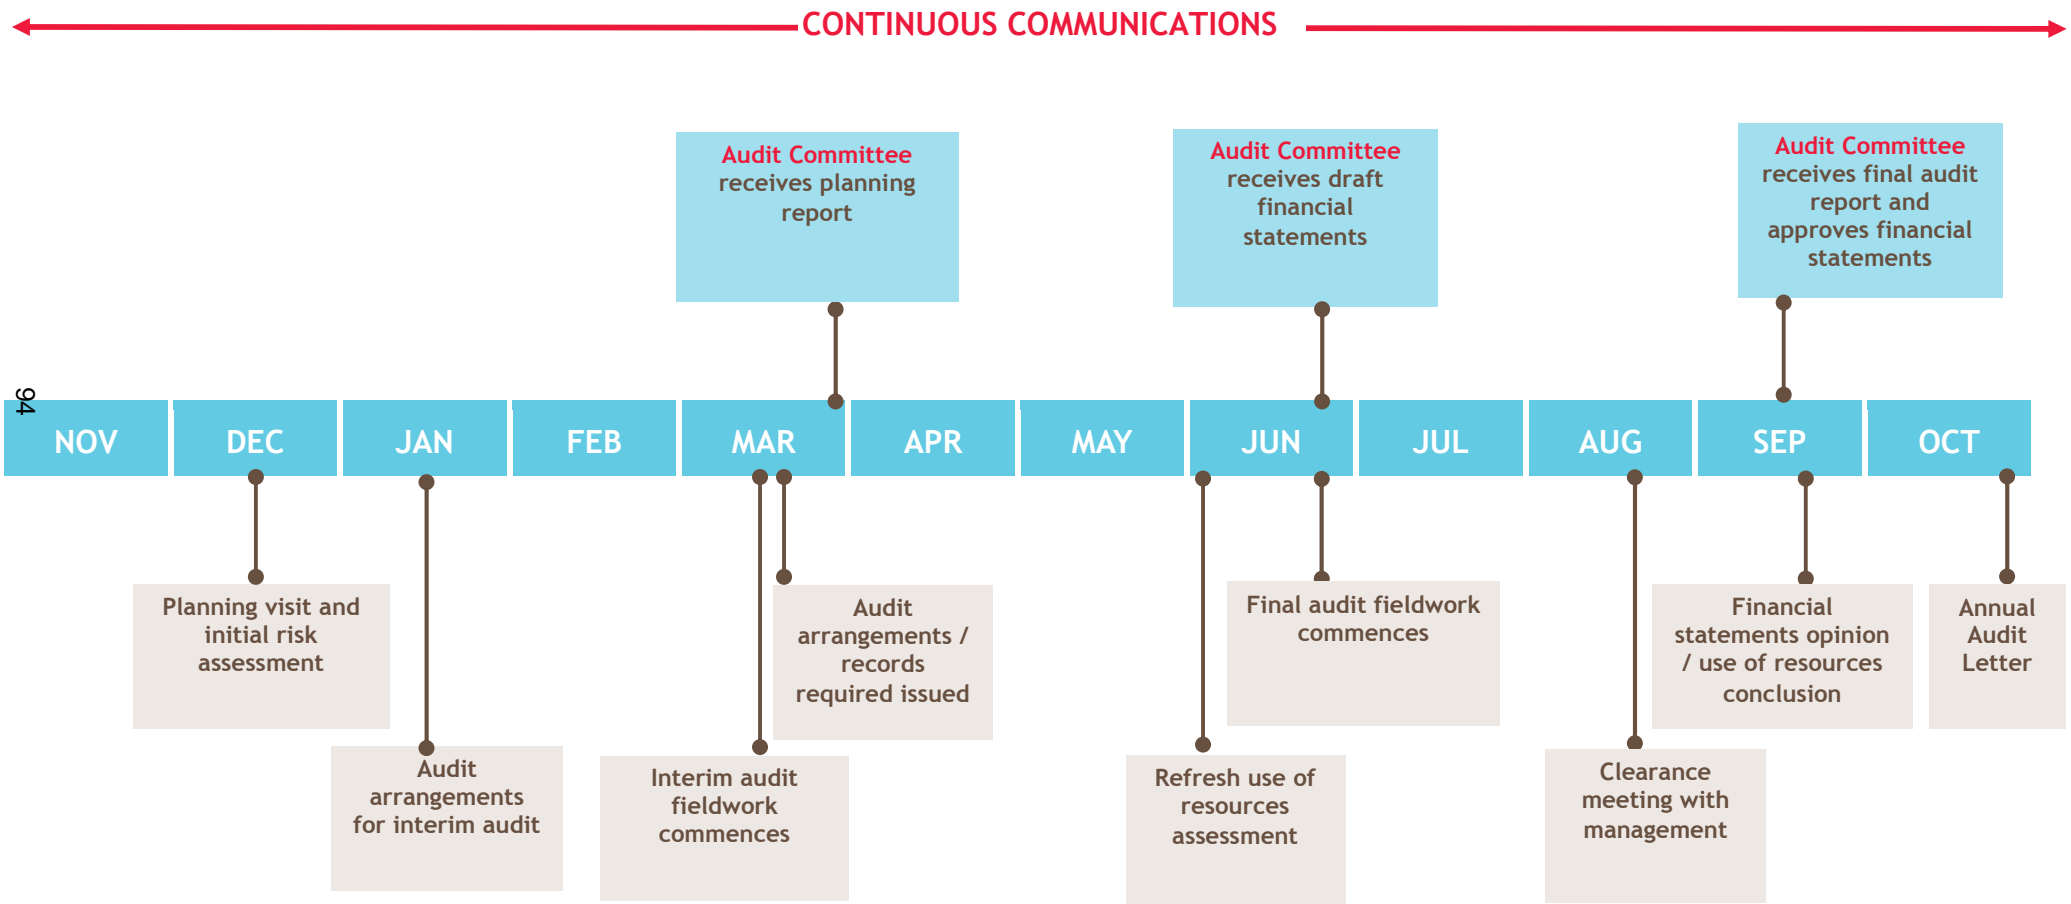 CONTINUOUS COMMUNICATIONS
Audit Committee
receives planning
report
Audit Committee
receives draft
financial
statements
Audit Committee
receives final audit
report and
approves financial
statements
94
NOV
DEC
JAN
FEB
MAR
APR
MAY
JUN
JUL
AUG
SEP
OCT
Planning visit and
initial risk
assessment
Audit
arrangements
for interim audit
Interim audit
fieldwork
commences
Audit
arrangements /
records
required issued
Refresh use of
resources
assessment
Final audit fieldwork
commences
Clearance
meeting with
management
Financial
statements opinion
/ use of resources
conclusion
Annual
Audit
Letter